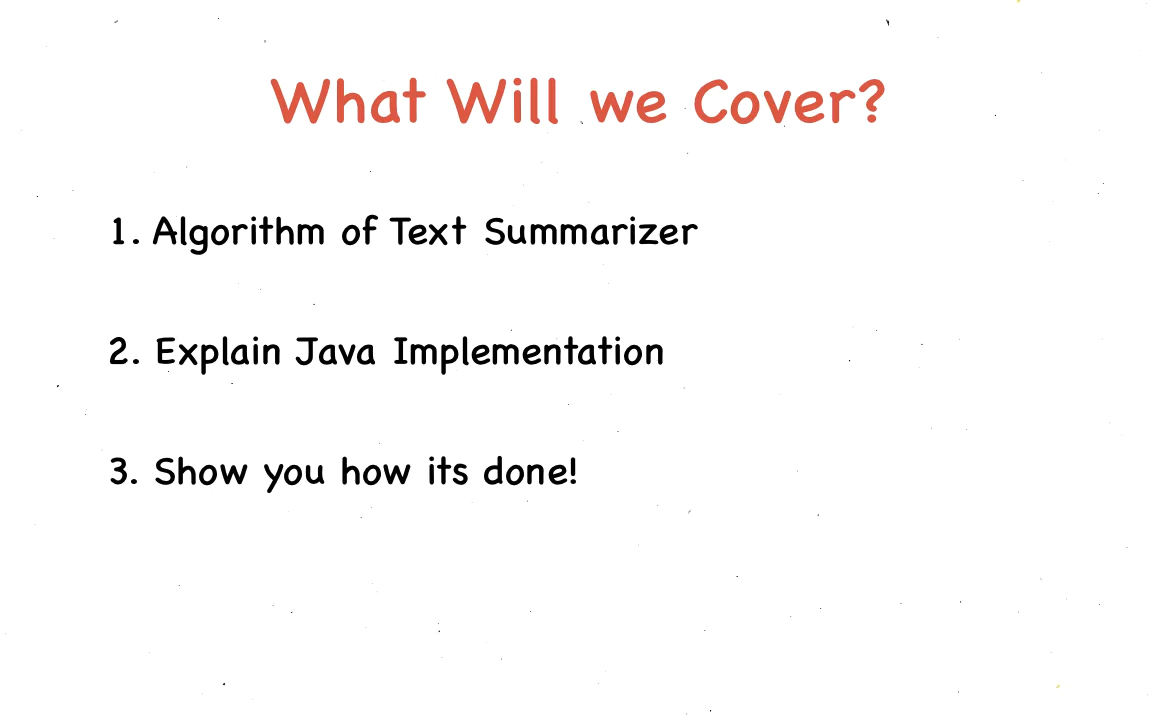 What Will we Cover?
1. Algorithm of Text Summarizer
2. Explain Java Implementation
3. Show you how its done!